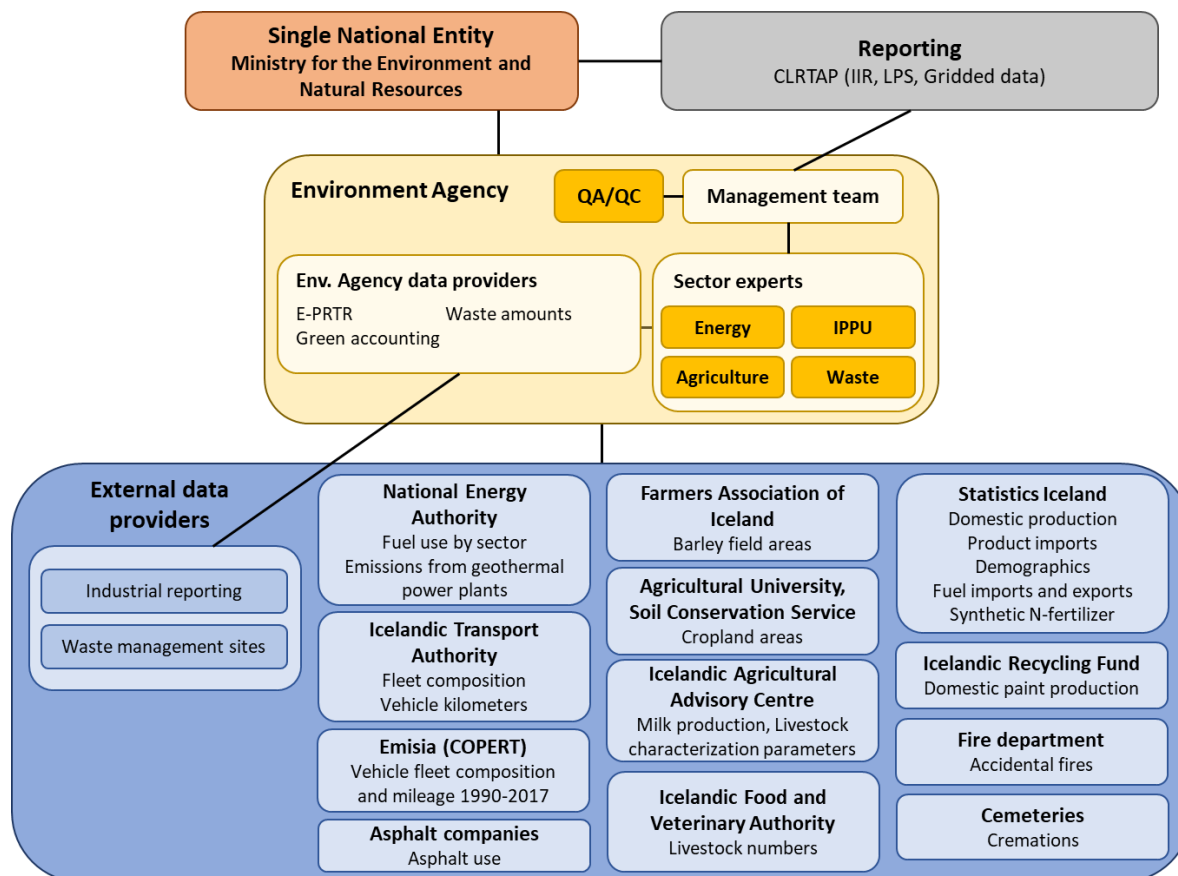 Single National Entity
Ministry for the Environment and
Natural Resources
Reporting
CLRTAP (IIR, LPS, Gridded data)
Environment Agency
QA/QC
Management team
Env. Agency data providers
E-PRTR
Waste amounts
Green accounting
Sector experts
Energy
IPPU
Agriculture
Waste
External data
providers
Industrial reporting
Waste management sites
National Energy
Authority
Fuel use by sector
Emissions from geothermal
power plants
Icelandic Transport
Authority
Fleet composition
Vehicle kilometers
Emisia (COPERT)
Vehicle fleet composition
and mileage 1990-2017
Asphalt companies
Asphalt use
Farmers Association of
Iceland
Barley field areas
Agricultural University,
Soil Conservation Service
Cropland areas
Icelandic Agricultural
Advisory Centre
Milk production, Livestock
characterization parameters
Icelandic Food and
Veterinary Authority
Livestock numbers
Statistics Iceland
Domestic production
Product imports
Demographics
Fuel imports and exports
Synthetic N-fertilizer
Icelandic Recycling Fund
Domestic paint production
Fire department
Accidental fires
Cemeteries
Cremations